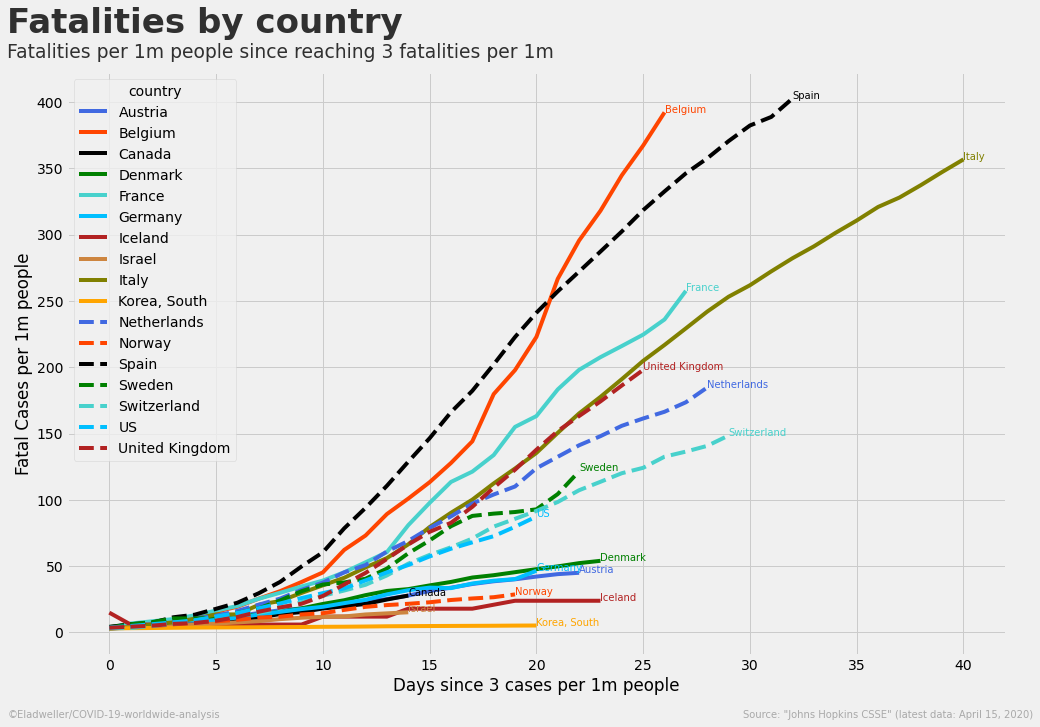 Fatalities by country
Fatalities per 1m people since reaching 3 fatalities per 1m
country
Austria
Belgium
Canada
Denmark
France
Germany
Iceland
Israel
Italy
Korea, South
Netherlands
Norway
Spain
Sweden
Switzerland
US
United Kingdom
Fatal Cases per 1m people
400
350
300
250
200
150
100
50
0
Spain
Belgium
Italy
France
United Kingdom
Netherlands
Switzerland
Sweden
US
Denmark
Germany
Austria
Canada
Norway
Iceland
Israel
Korea, South
0 5 10 15 20 25 30 35 40
Days since 3 cases per 1m people
©Eladweller/COVID-19-worldwide-analysis
Source: "Johns Hopkins CSSE" (latest data: April 15, 2020)